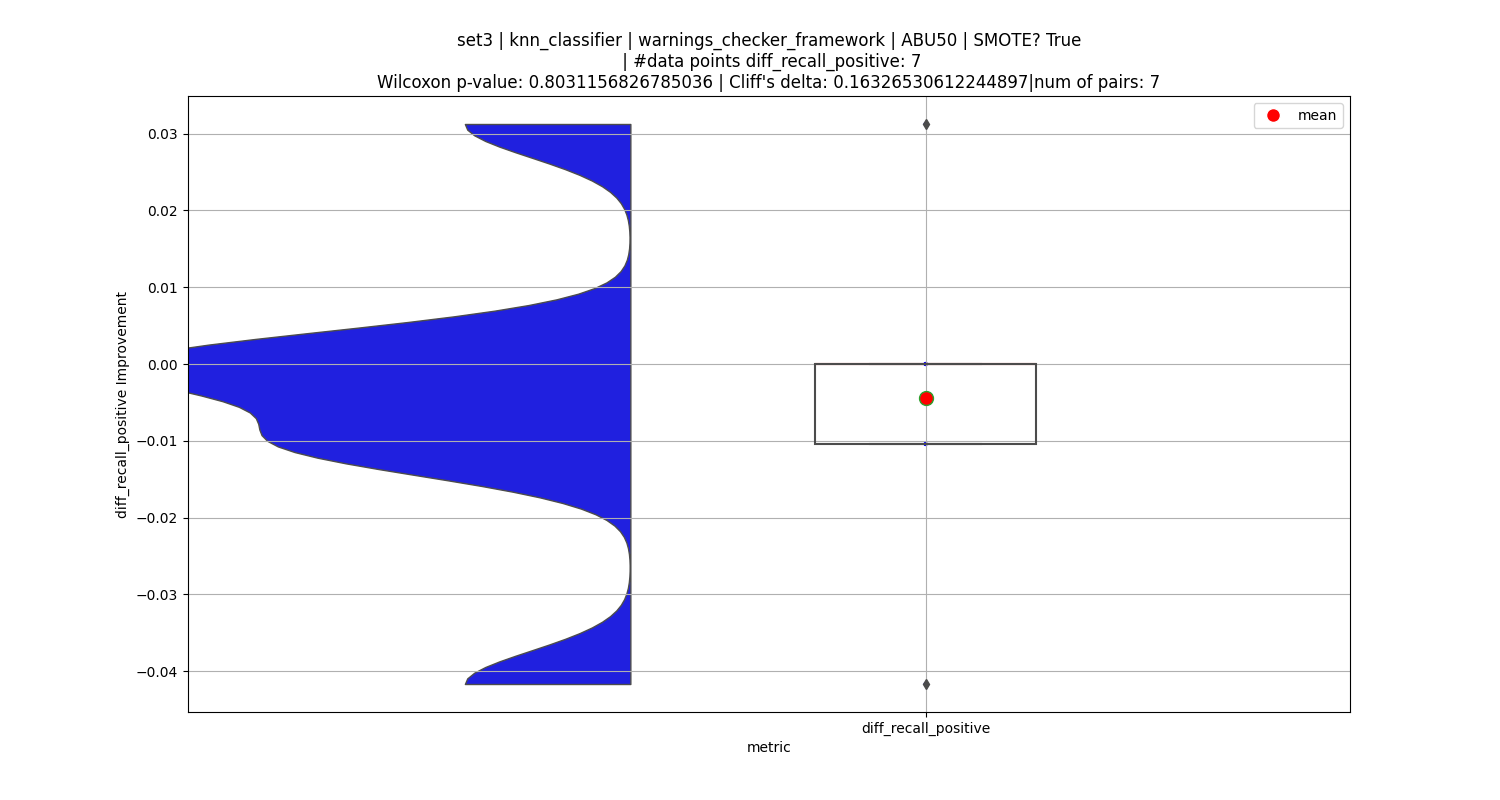 set3 | knn_classifier | warnings_checker_framework | ABU50 | SMOTE? True
| #data points diff_recall_positive: 7
Wilcoxon p-value: 0.8031156826785036 | Cliff's delta: 0.16326530612244897|num of pairs: 7
mean
0.03
0.02
0.01
0.00
−0.01
−0.02
−0.03
−0.04
diff_recall_positive Improvement
diff_recall_positive
metric